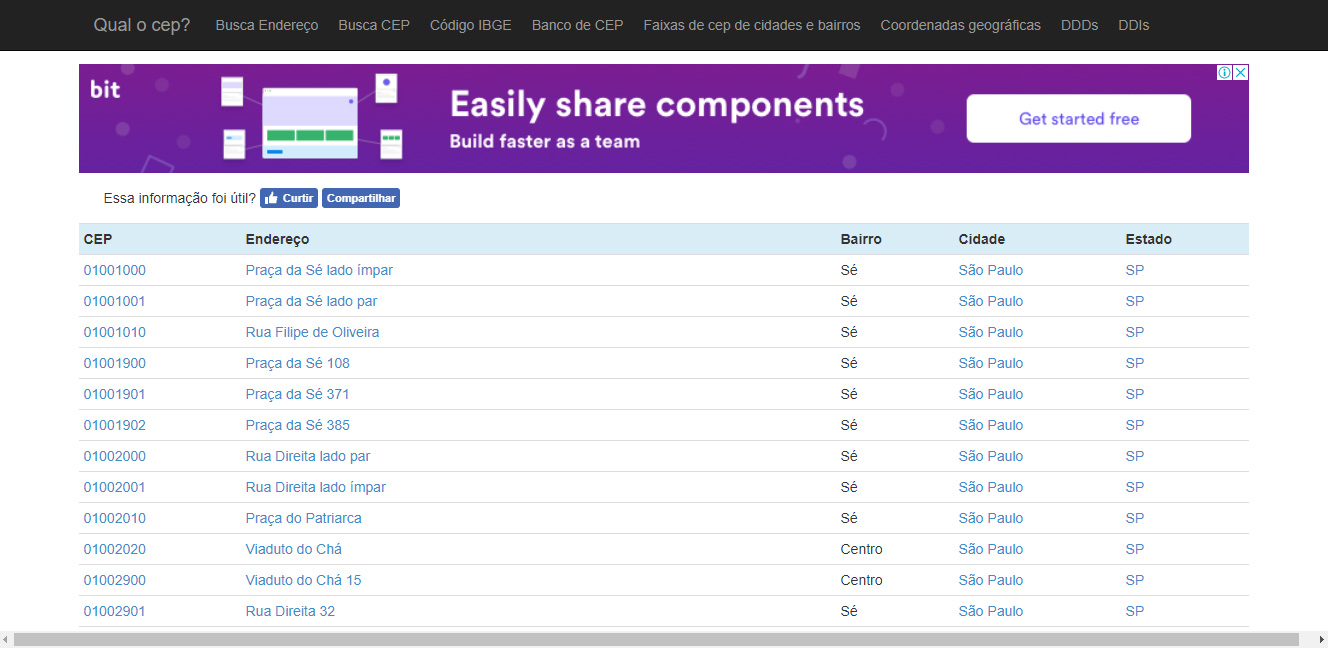 Qual o cep? Busca Endereço Busca CEP Código IBGE Banco de CEP Faixas de cep de cidades e bairros Coordenadas geográficas DDDs DDIs
bit
Easily share components
Build faster as a team
Get started free
Essa informação foi útil? Curtir Compartilhar
CEP Endereço Bairro Cidade Estado
01001000 Praça da Sé lado ímpar Sé São Paulo SP
01001001 Praça da Sé lado par Sé São Paulo SP
01001010 Rua Filipe de Oliveira Sé São Paulo SP
01001900 Praça da Sé 108 Sé São Paulo SP
01001901 Praça da Sé 371 Sé São Paulo SP
01001902 Praça da Sé 385 Sé São Paulo SP
01002000 Rua Direita lado par Sé São Paulo SP
01002001 Rua Direita lado ímpar Sé São Paulo SP
01002010 Praça do Patriarca Sé São Paulo SP
01002020 Viaduto do Chá Centro São Paulo SP
01002900 Viaduto do Chá 15 Centro São Paulo SP
01002901 Rua Direita 32 Sé São Paulo SP